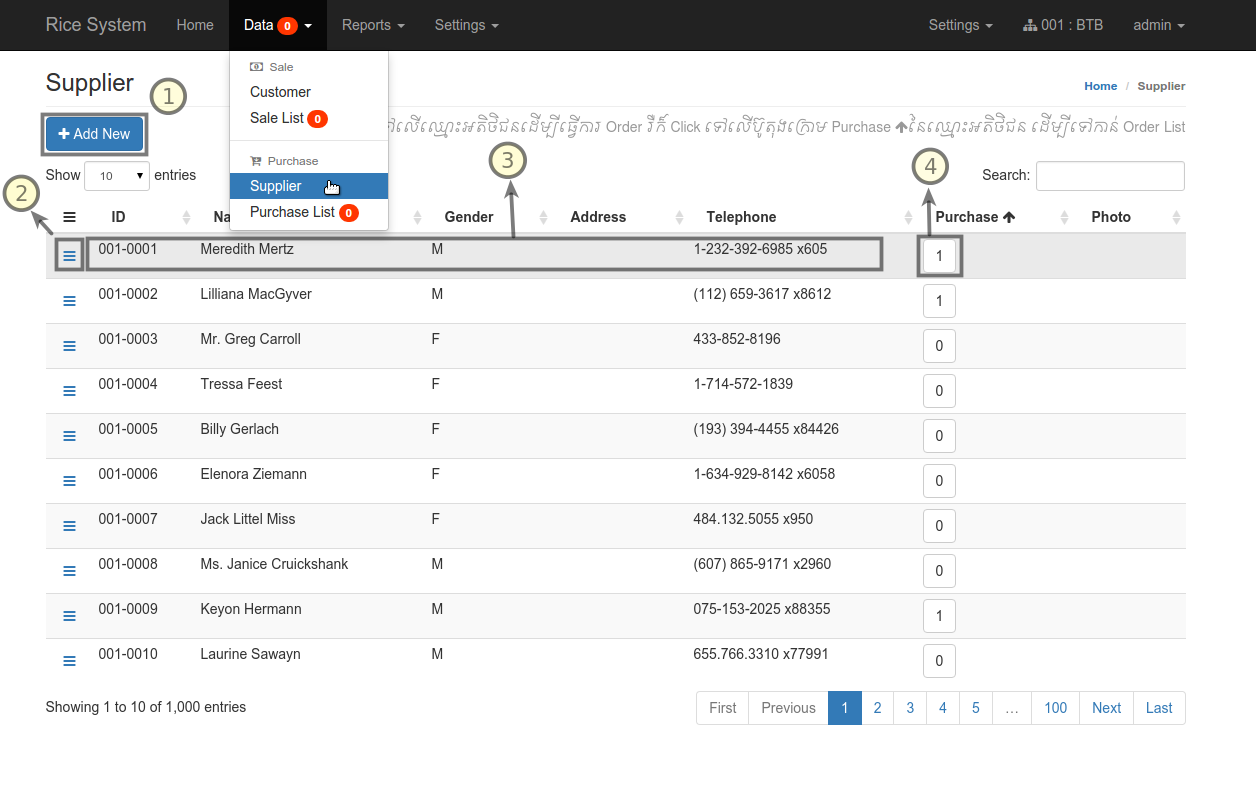 Rice System Home Data 0 Reports Settings Settings 001 : BTB admin
Sale
Customer
Sale List 0
Purchase
Supplier
Purchase List 0
Supplier
Home / Supplier
1
Add New
ទៅលើឈ្មោះអតិថិជនដើម្បីធ្វើការ Order រឺក៏ Click ទៅលើប៊ូតុងក្រោម Purchase នៃឈ្មោះអតិថិជន ដើម្បីទៅកាន់ Order List
Show 10 entries
Search:
2
3
4
ID Gender Address Telephone Purchase Photo
001-0001 Meredith Mertz M 1-232-392-6985 x605 1
001-0002 Lilliana MacGyver M (112) 659-3617 x8612 1
001-0003 Mr. Greg Carroll F 433-852-8196 0
001-0004 Tressa Feest F 1-714-572-1839 0
001-0005 Billy Gerlach F (193) 394-4455 x84426 0
001-0006 Elenora Ziemann F 1-634-929-8142 x6058 0
001-0007 Jack Littel Miss F 484.132.5055 x950 0
001-0008 Ms. Janice Cruickshank M (607) 865-9171 x2960 0
001-0009 Keyon Hermann M 075-153-2025 x88355 1
001-0010 Laurine Sawayn M 655.766.3310 x77991 0
Showing 1 to 10 of 1,000 entries
First Previous 1 2 3 4 5 … 100 Next Last